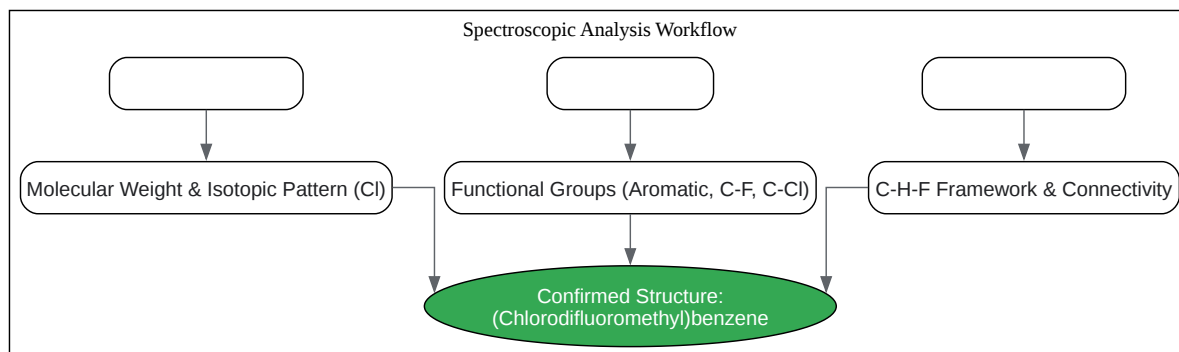 Spectroscopic Analysis Workflow
Molecular Weight & Isotopic Pattern (Cl)
Functional Groups (Aromatic, C-F, C-Cl)
C-H-F Framework & Connectivity
Confirmed Structure:
(Chlorodifluoromethyl)benzene